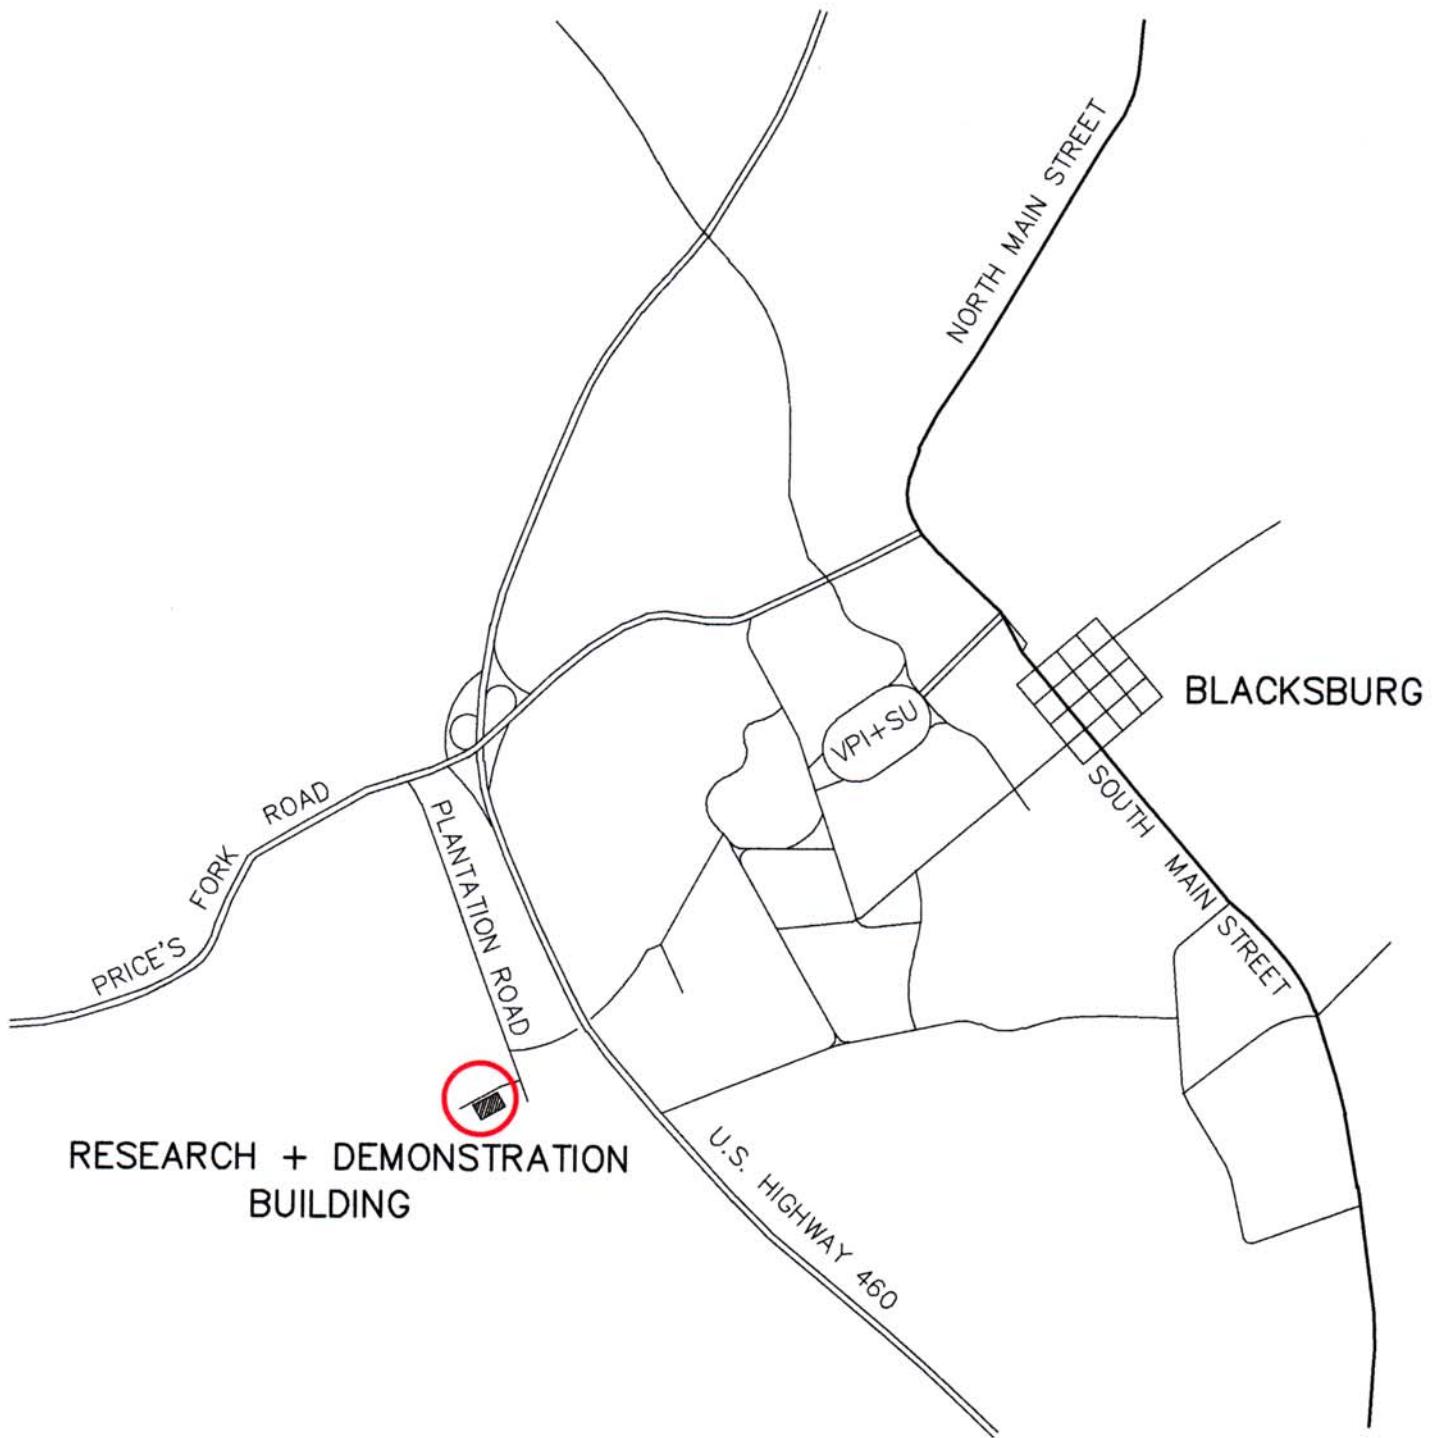 NORTH MAIN STREET
BLACKSBURG
VPI+SU
SOUTH MAIN STREET
PRICE'S FORK ROAD
PLANTATION ROAD
RESEARCH + DEMONSTRATION
BUILDING
U.S. HIGHWAY 460